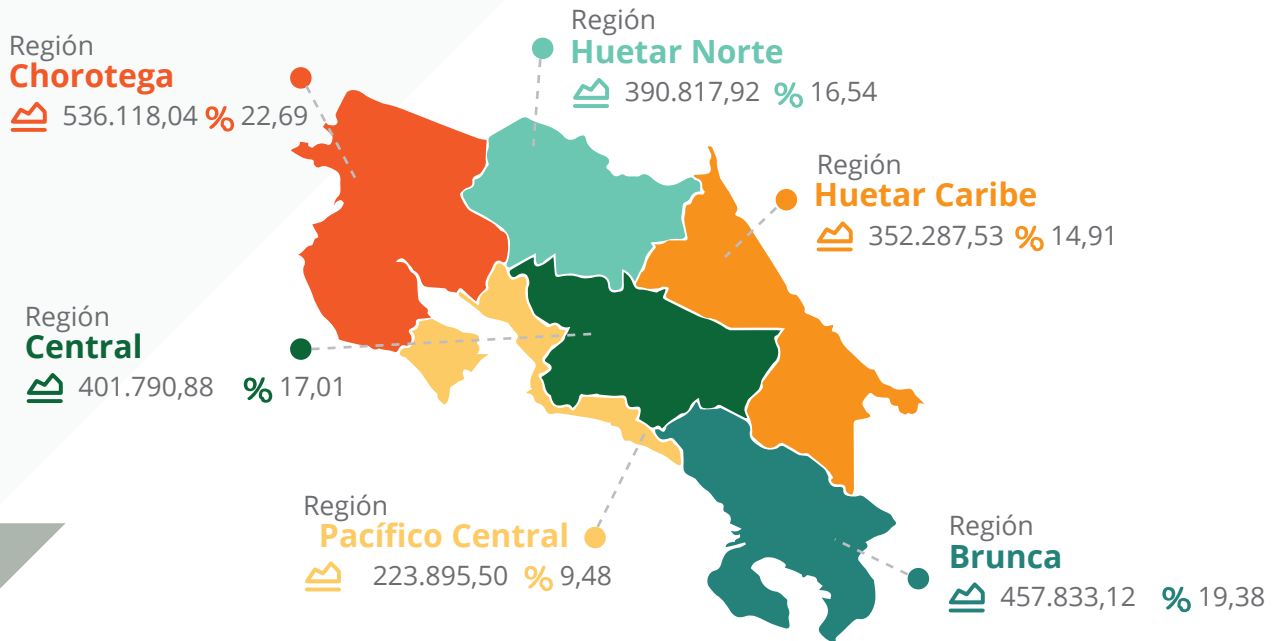 Región
Chorotega
536.118,04 % 22,69
Región
Huetar Norte
390.817,92 % 16,54
Región
Huetar Caribe
352.287,53 % 14,91
Región
Central
401.790,88 % 17,01
Región
Pacífico Central
223.895,50 % 9,48
Región
Brunca
457.833,12 % 19,38